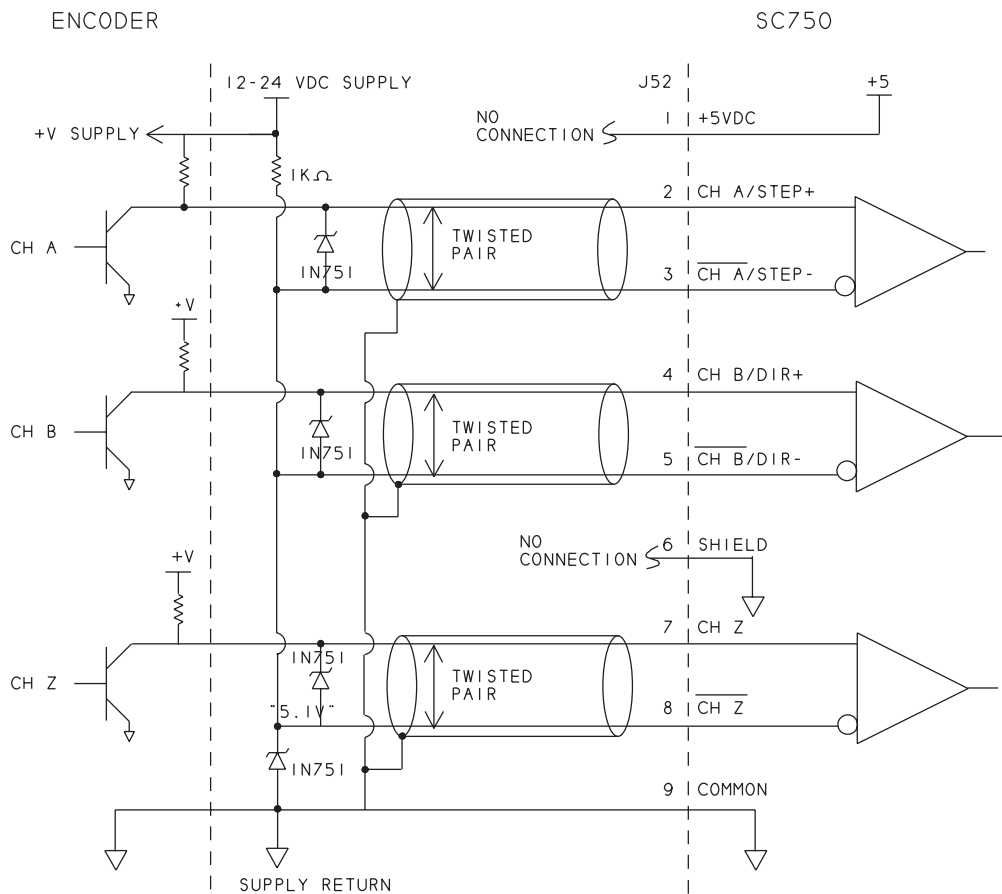 ENCODER
SC750
12-24 VDC SUPPLY
J52
+5
NO
CONNECTION
1
+5VDC
+V SUPPLY
1KΩ
2
CH A/STEP+
CH A
TWISTED
PAIR
1N751
3
CH A/STEP-
+V
4
CH B/DIR+
CH B
TWISTED
PAIR
1N751
5
CH B/DIR-
NO
CONNECTION
6
SHIELD
+V
7
CH Z
1N751
CH Z
TWISTED
PAIR
"5.1V"
8
CH Z
1N751
9
COMMON
SUPPLY RETURN